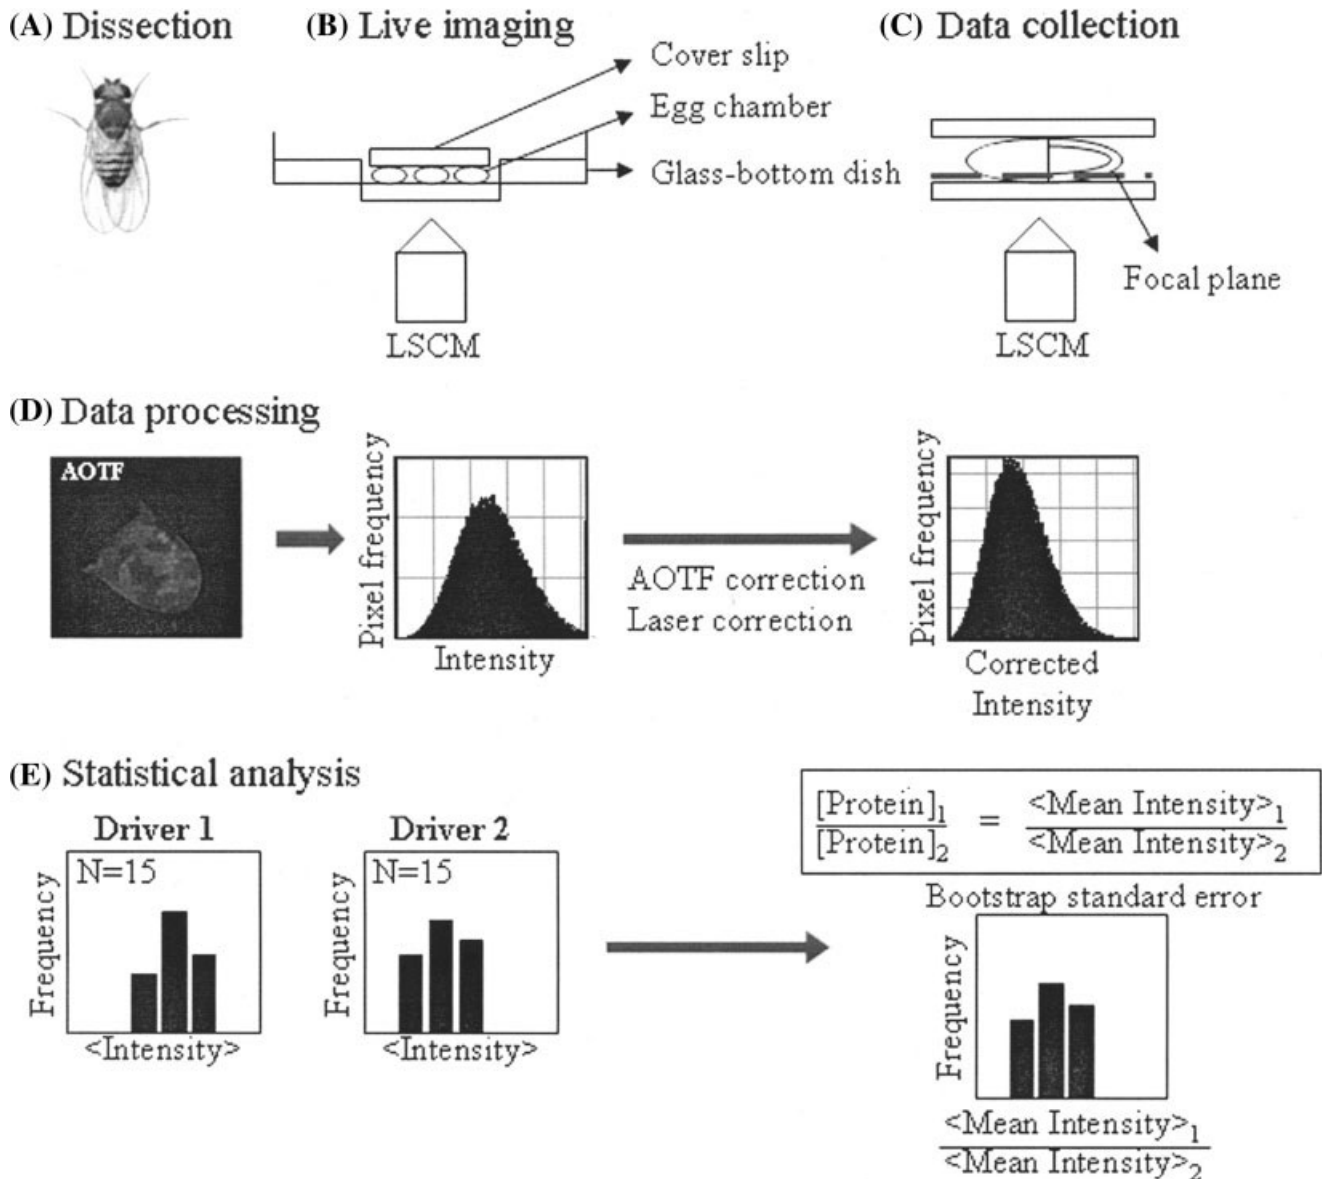 (A) Dissection
(B) Live imaging
(C) Data collection
Cover slip
Egg chamber
Glass-bottom dish
LSCM
Focal plane
LSCM
(D) Data processing
AOTF
Pixel frequency
Intensity
AOTF correction
Laser correction
Pixel frequency
Corrected
Intensity
(E) Statistical analysis
Driver 1
N=15
Frequency
<Intensity>
Driver 2
N=15
Frequency
<Intensity>
[Protein]1 = <Mean Intensity>1
[Protein]2 <Mean Intensity>2
Bootstrap standard error
Frequency
<Mean Intensity>1
<Mean Intensity>2